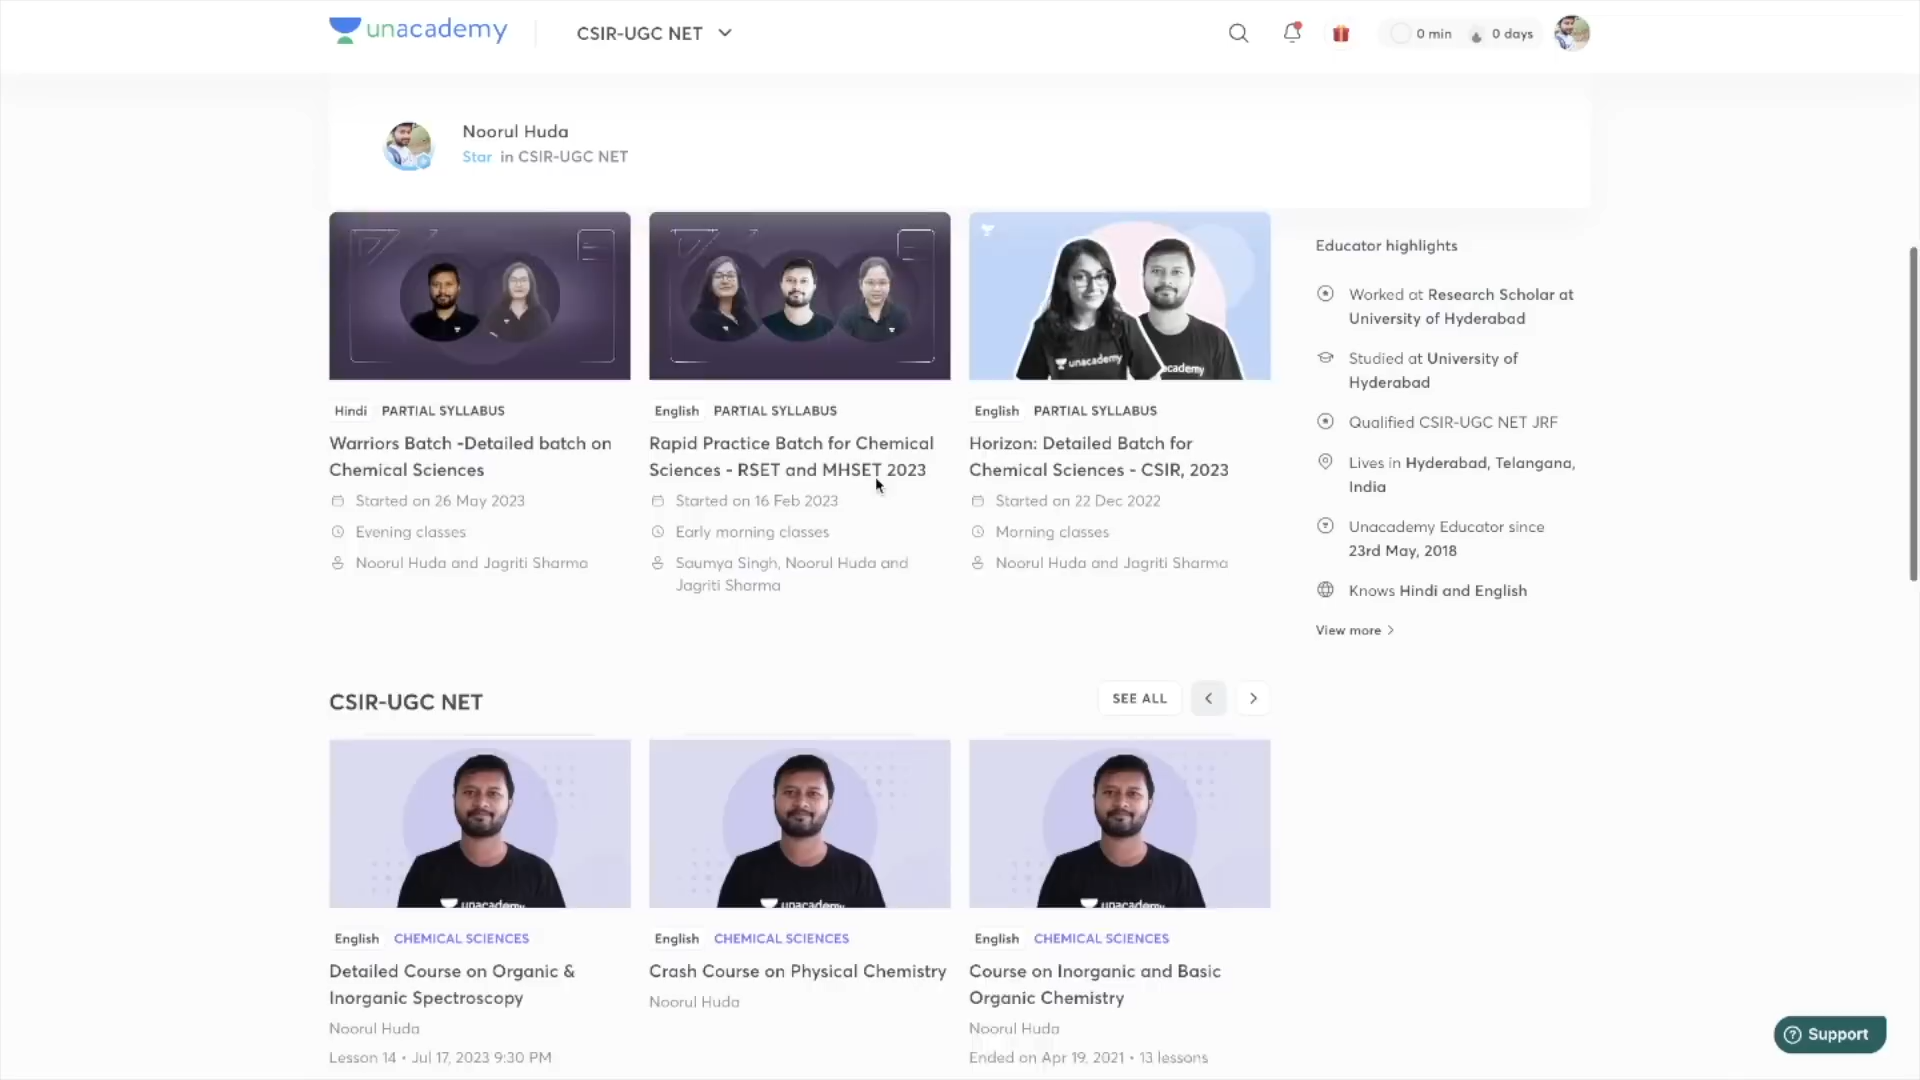 unacademy
CSIR-UGC NET
0 min
0 days
Noorul Huda
Star in CSIR-UGC NET
unacademy
academy
Hindi PARTIAL SYLLABUS
Warriors Batch -Detailed batch on
Chemical Sciences
Started on 26 May 2023
Evening classes
Noorul Huda and Jagriti Sharma
English PARTIAL SYLLABUS
Rapid Practice Batch for Chemical
Sciences - RSET and MHSET 2023
Started on 16 Feb 2023
Early morning classes
Saumya Singh, Noorul Huda and
Jagriti Sharma
English PARTIAL SYLLABUS
Horizon: Detailed Batch for
Chemical Sciences - CSIR, 2023
Started on 22 Dec 2022
Morning classes
Noorul Huda and Jagriti Sharma
Educator highlights
Worked at Research Scholar at
University of Hyderabad
Studied at University of
Hyderabad
Qualified CSIR-UGC NET JRF
Lives in Hyderabad, Telangana,
India
Unacademy Educator since
23rd May, 2018
Knows Hindi and English
View more
CSIR-UGC NET
SEE ALL
unacademy
unacademy
unacademy
English CHEMICAL SCIENCES
Detailed Course on Organic &
Inorganic Spectroscopy
Noorul Huda
Lesson 14 • Jul 17, 2023 9:30 PM
English CHEMICAL SCIENCES
Crash Course on Physical Chemistry
Noorul Huda
English CHEMICAL SCIENCES
Course on Inorganic and Basic
Organic Chemistry
Noorul Huda
Ended on Apr 19, 2021 • 13 lessons
Support